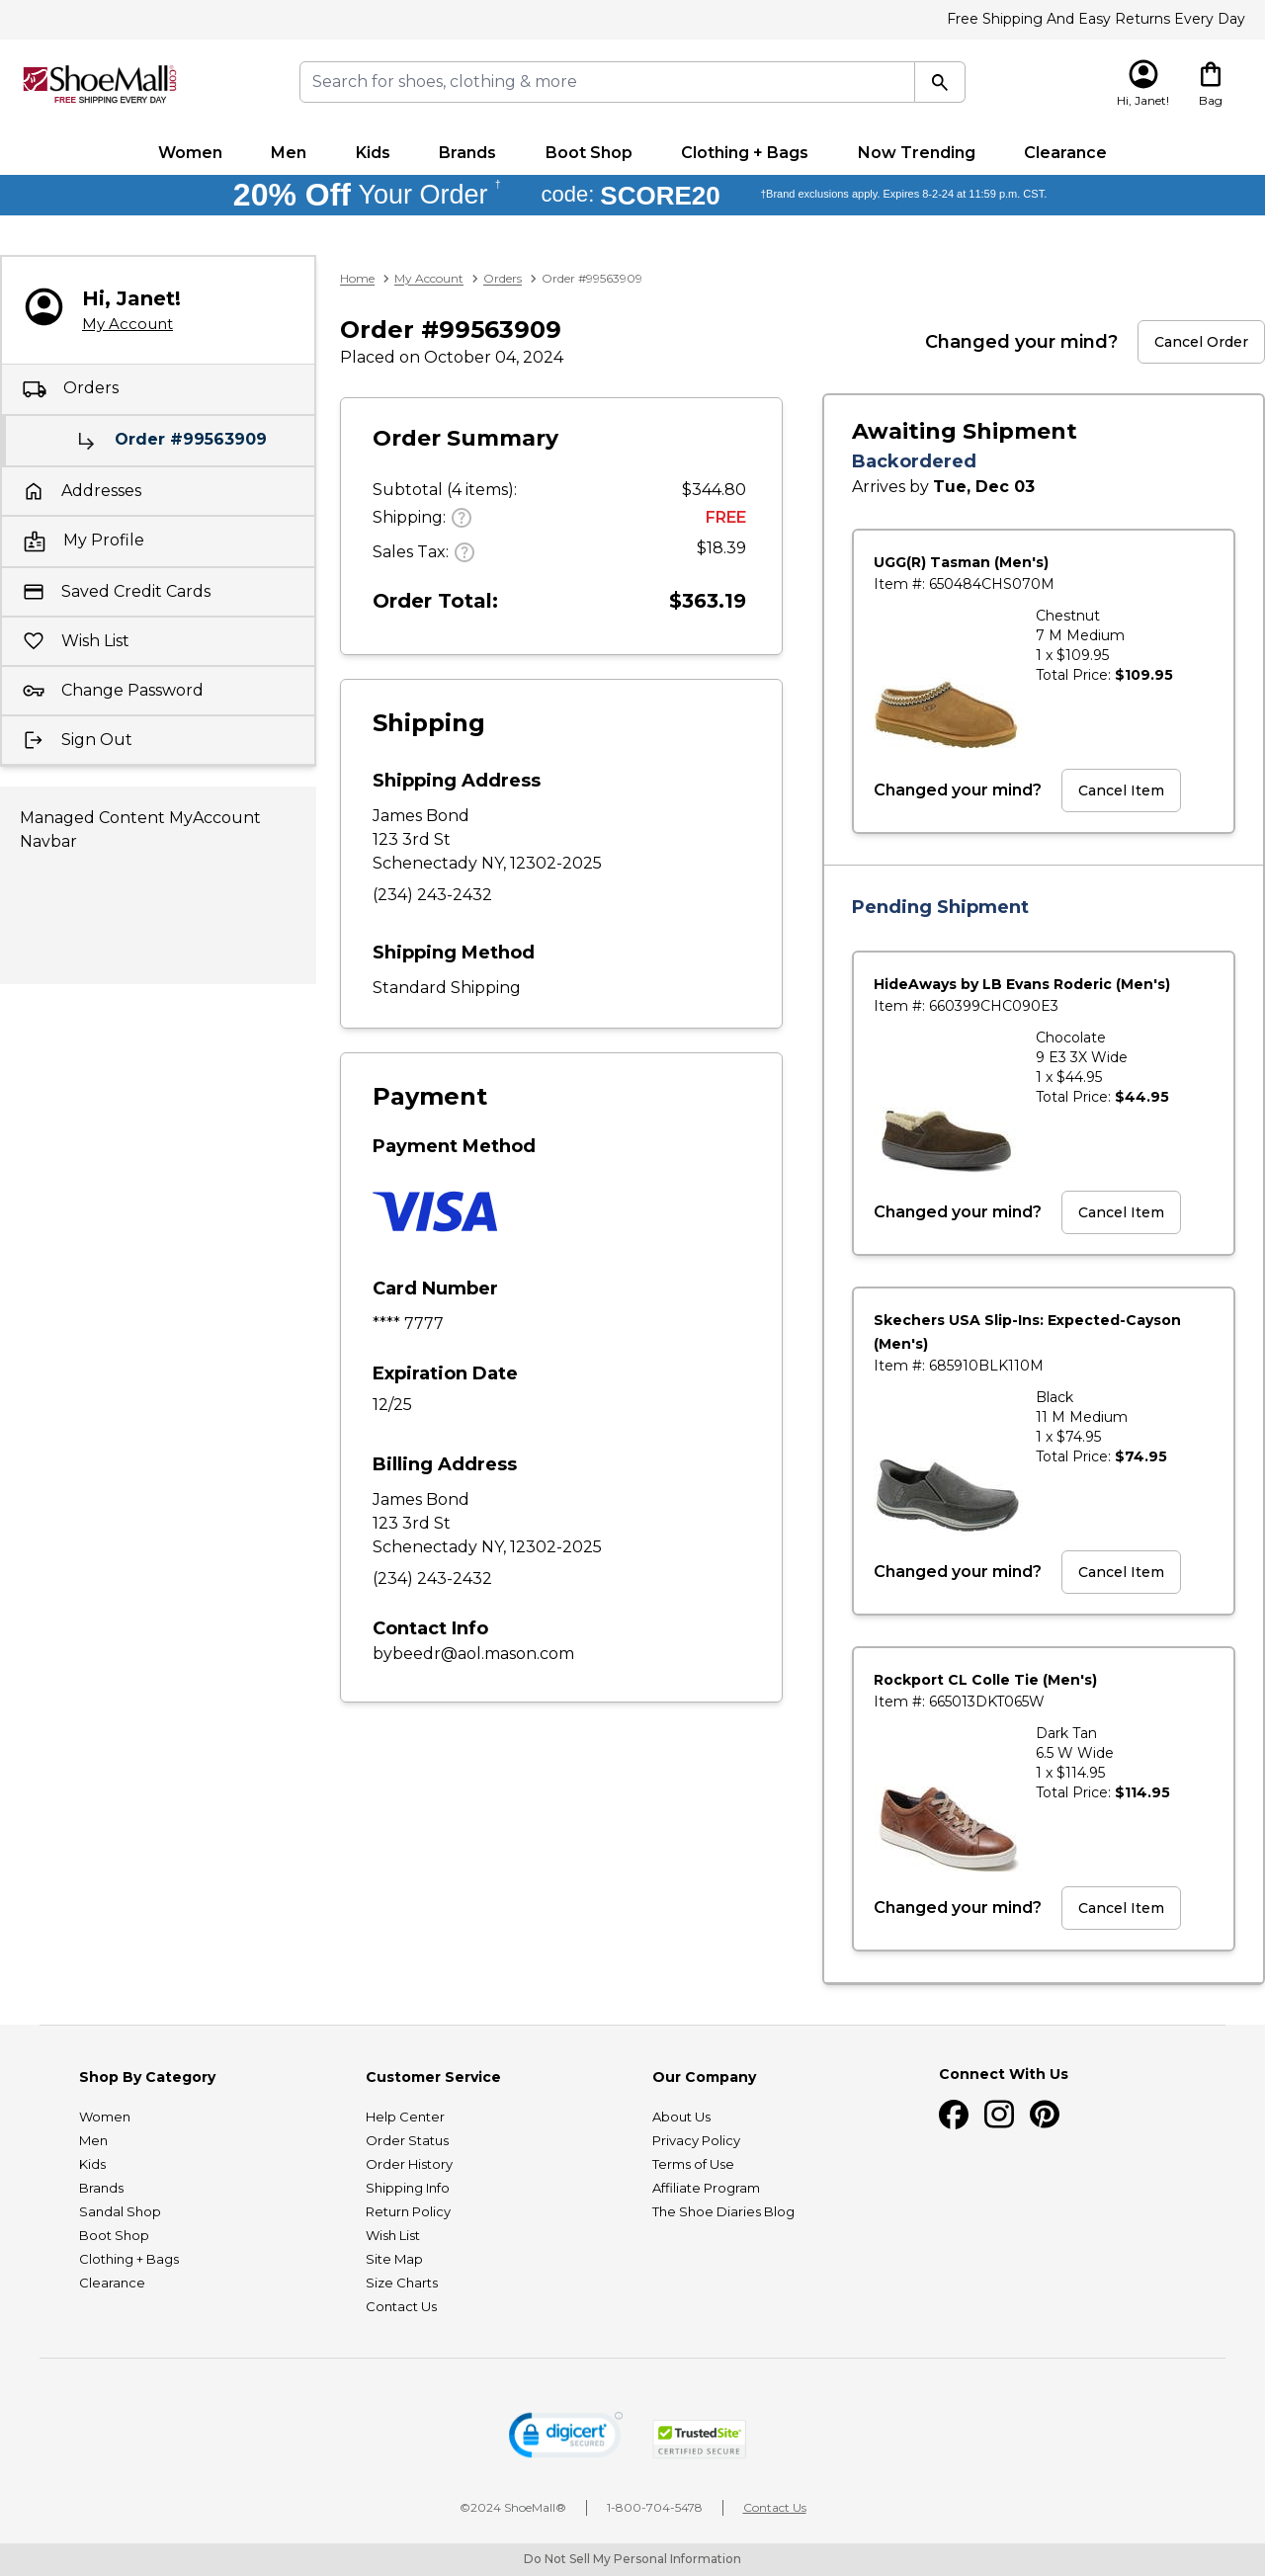 Free Shipping And Easy Returns Every Day
ShoeMall.com
FREE SHIPPING EVERY DAY
Search for shoes, clothing & more
Hi, Janet!
Bag
Women Men Kids Brands Boot Shop Clothing + Bags Now Trending Clearance
20% Off Your Order † code: SCORE20 †Brand exclusions apply. Expires 8-2-24 at 11:59 p.m. CST.
Hi, Janet!
My Account
Orders
Order #99563909
Addresses
My Profile
Saved Credit Cards
Wish List
Change Password
Sign Out
Managed Content MyAccount
Navbar
Home > My Account > Orders > Order #99563909
Order #99563909
Placed on October 04, 2024
Changed your mind? Cancel Order
Order Summary
Subtotal (4 items): $344.80
Shipping: ? FREE
Sales Tax: ? $18.39
Order Total: $363.19
Shipping
Shipping Address
James Bond
123 3rd St
Schenectady NY, 12302-2025
(234) 243-2432
Shipping Method
Standard Shipping
Payment
Payment Method
VISA
Card Number
**** 7777
Expiration Date
12/25
Billing Address
James Bond
123 3rd St
Schenectady NY, 12302-2025
(234) 243-2432
Contact Info
bybeedr@aol.mason.com
Awaiting Shipment
Backordered
Arrives by Tue, Dec 03
UGG(R) Tasman (Men's)
Item #: 650484CHS070M
Chestnut
7 M Medium
1 x $109.95
Total Price: $109.95
Changed your mind? Cancel Item
Pending Shipment
HideAways by LB Evans Roderic (Men's)
Item #: 660399CHC090E3
Chocolate
9 E3 3X Wide
1 x $44.95
Total Price: $44.95
Changed your mind? Cancel Item
Skechers USA Slip-Ins: Expected-Cayson
(Men's)
Item #: 685910BLK110M
Black
11 M Medium
1 x $74.95
Total Price: $74.95
Changed your mind? Cancel Item
Rockport CL Colle Tie (Men's)
Item #: 665013DKT065W
Dark Tan
6.5 W Wide
1 x $114.95
Total Price: $114.95
Changed your mind? Cancel Item
Shop By Category
Women
Men
Kids
Brands
Sandal Shop
Boot Shop
Clothing + Bags
Clearance
Customer Service
Help Center
Order Status
Order History
Shipping Info
Return Policy
Wish List
Site Map
Size Charts
Contact Us
Our Company
About Us
Privacy Policy
Terms of Use
Affiliate Program
The Shoe Diaries Blog
Connect With Us
digicert
SECURED
TrustedSite
CERTIFIED SECURE
©2024 ShoeMall® | 1-800-704-5478 | Contact Us
Do Not Sell My Personal Information